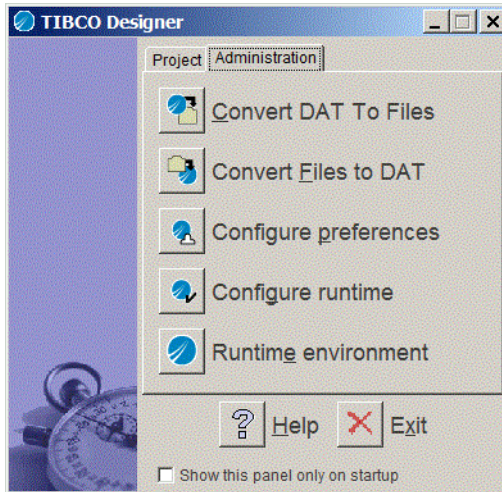 TIBCO Designer
Project Administration
Convert DAT To Files
Convert Files to DAT
Configure preferences
Configure runtime
Runtime environment
? Help Exit
Show this panel only on startup